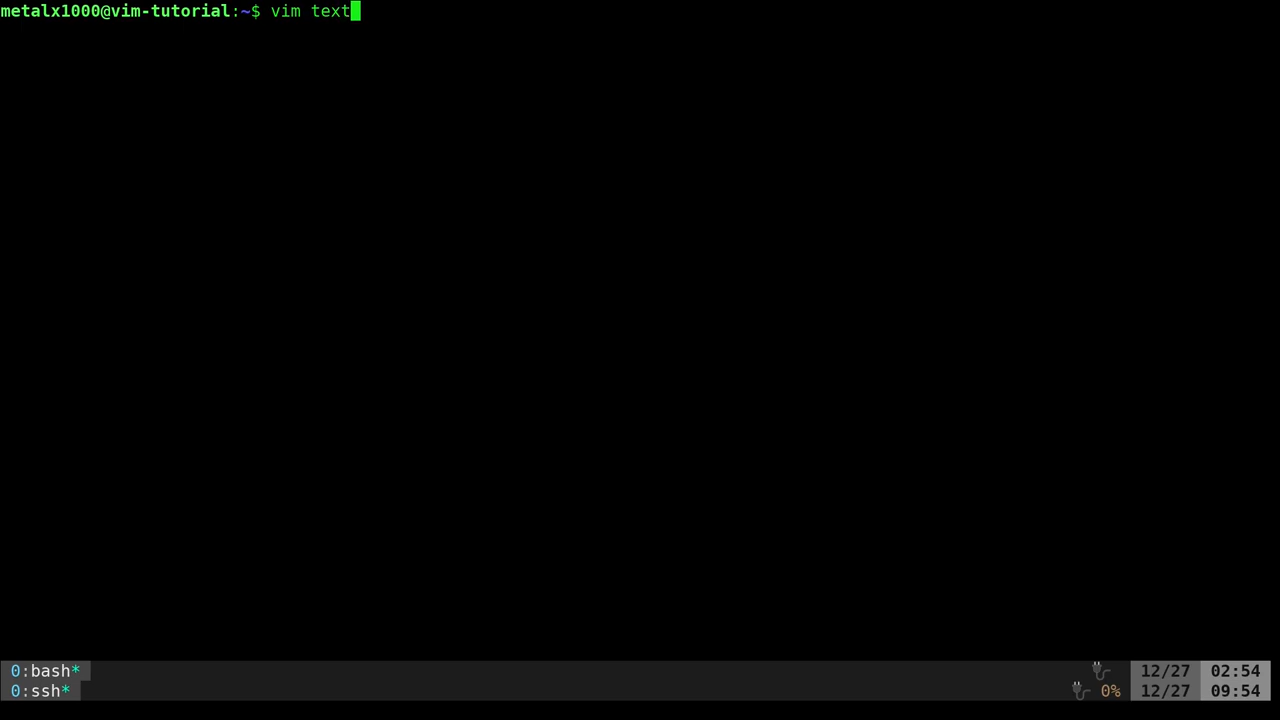 metalx1000@vim-tutorial:~$ vim text
0:bash* 12/27 02:54
0:ssh* 0% 12/27 09:54